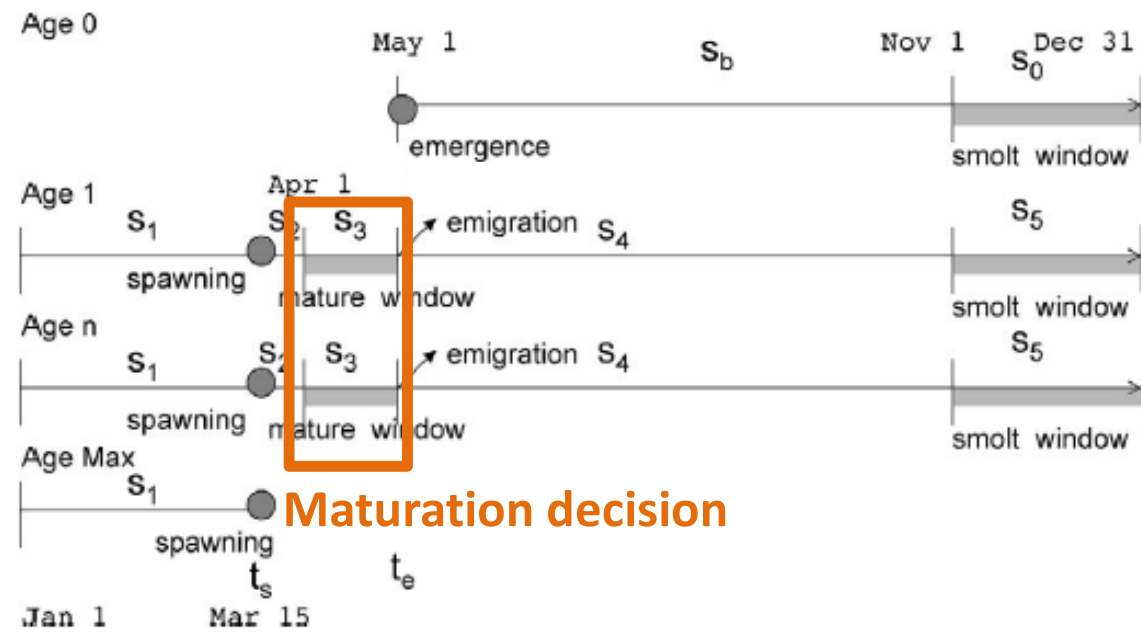 Age 0
May 1
S_b
Nov 1
Dec 31
S_0
emergence
smolt window
Age 1
Apr 1
S_1
S_2
S_3
emigration
S_4
S_5
spawning
mature window
smolt window
Age n
S_1
S_2
S_3
emigration
S_4
S_5
spawning
mature window
smolt window
Age Max
S_1
Maturation decision
spawning
t_s
t_e
Jan 1
Mar 15